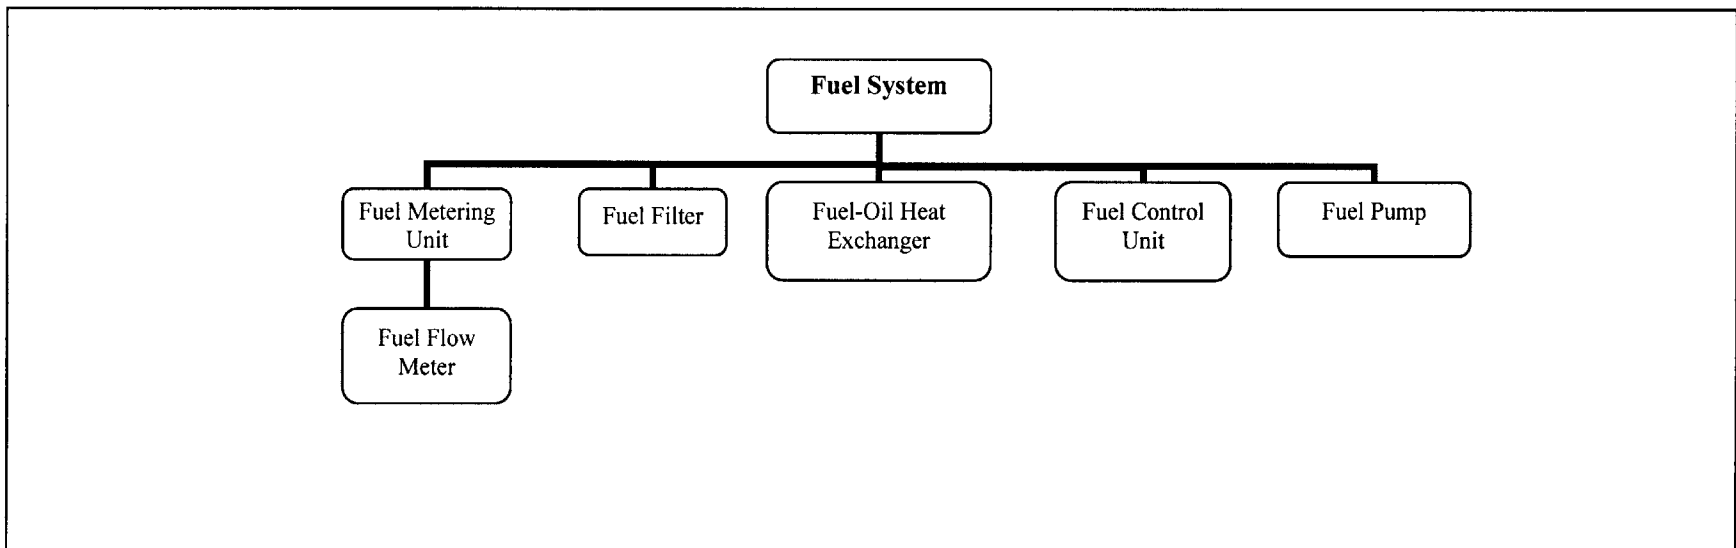 Fuel System
Fuel Metering
Unit
Fuel Filter
Fuel-Oil Heat
Exchanger
Fuel Control
Unit
Fuel Pump
Fuel Flow
Meter